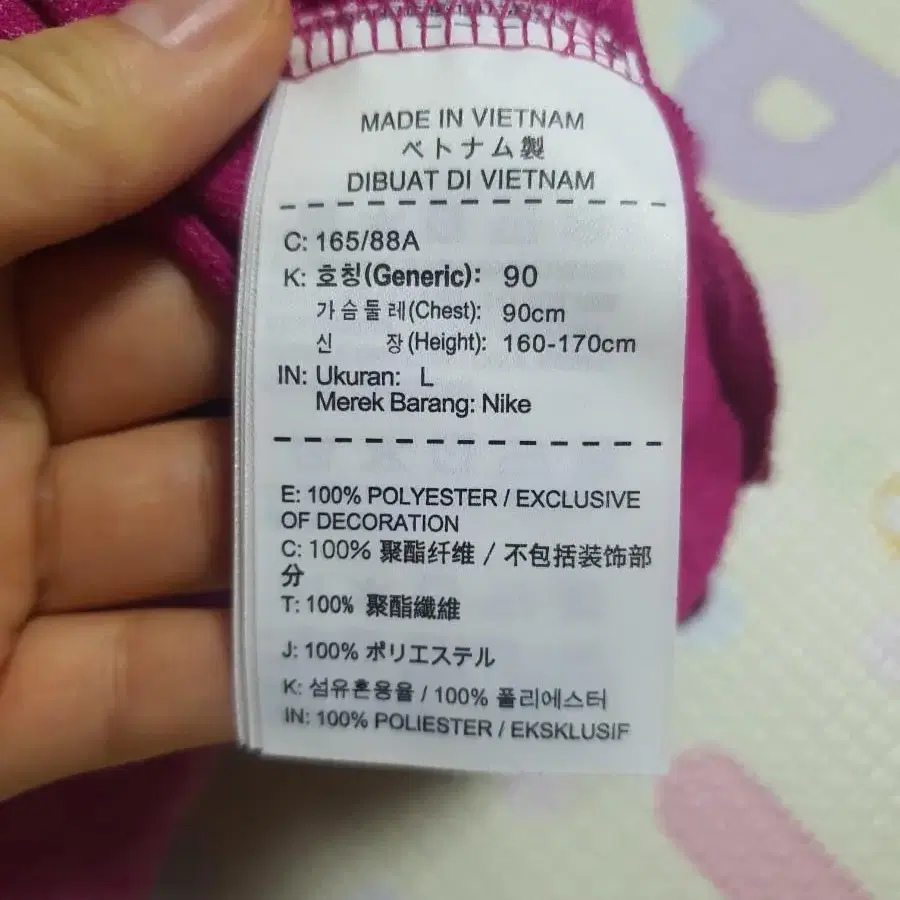 MADE IN VIETNAM
ベトナム製
DIBUAT DI VIETNAM
C: 165/88A
K: 호칭(Generic): 90
가슴둘레(Chest): 90cm
신 장(Height): 160-170cm
IN: Ukuran: L
Merek Barang: Nike
E: 100% POLYESTER / EXCLUSIVE
OF DECORATION
C: 100% 聚酯纤维 / 不包括装饰部
分
T: 100% 聚酯纖維
J: 100% ポリエステル
K: 섬유혼용율 / 100% 폴리에스터
IN: 100% POLIESTER / EKSKLUSIF